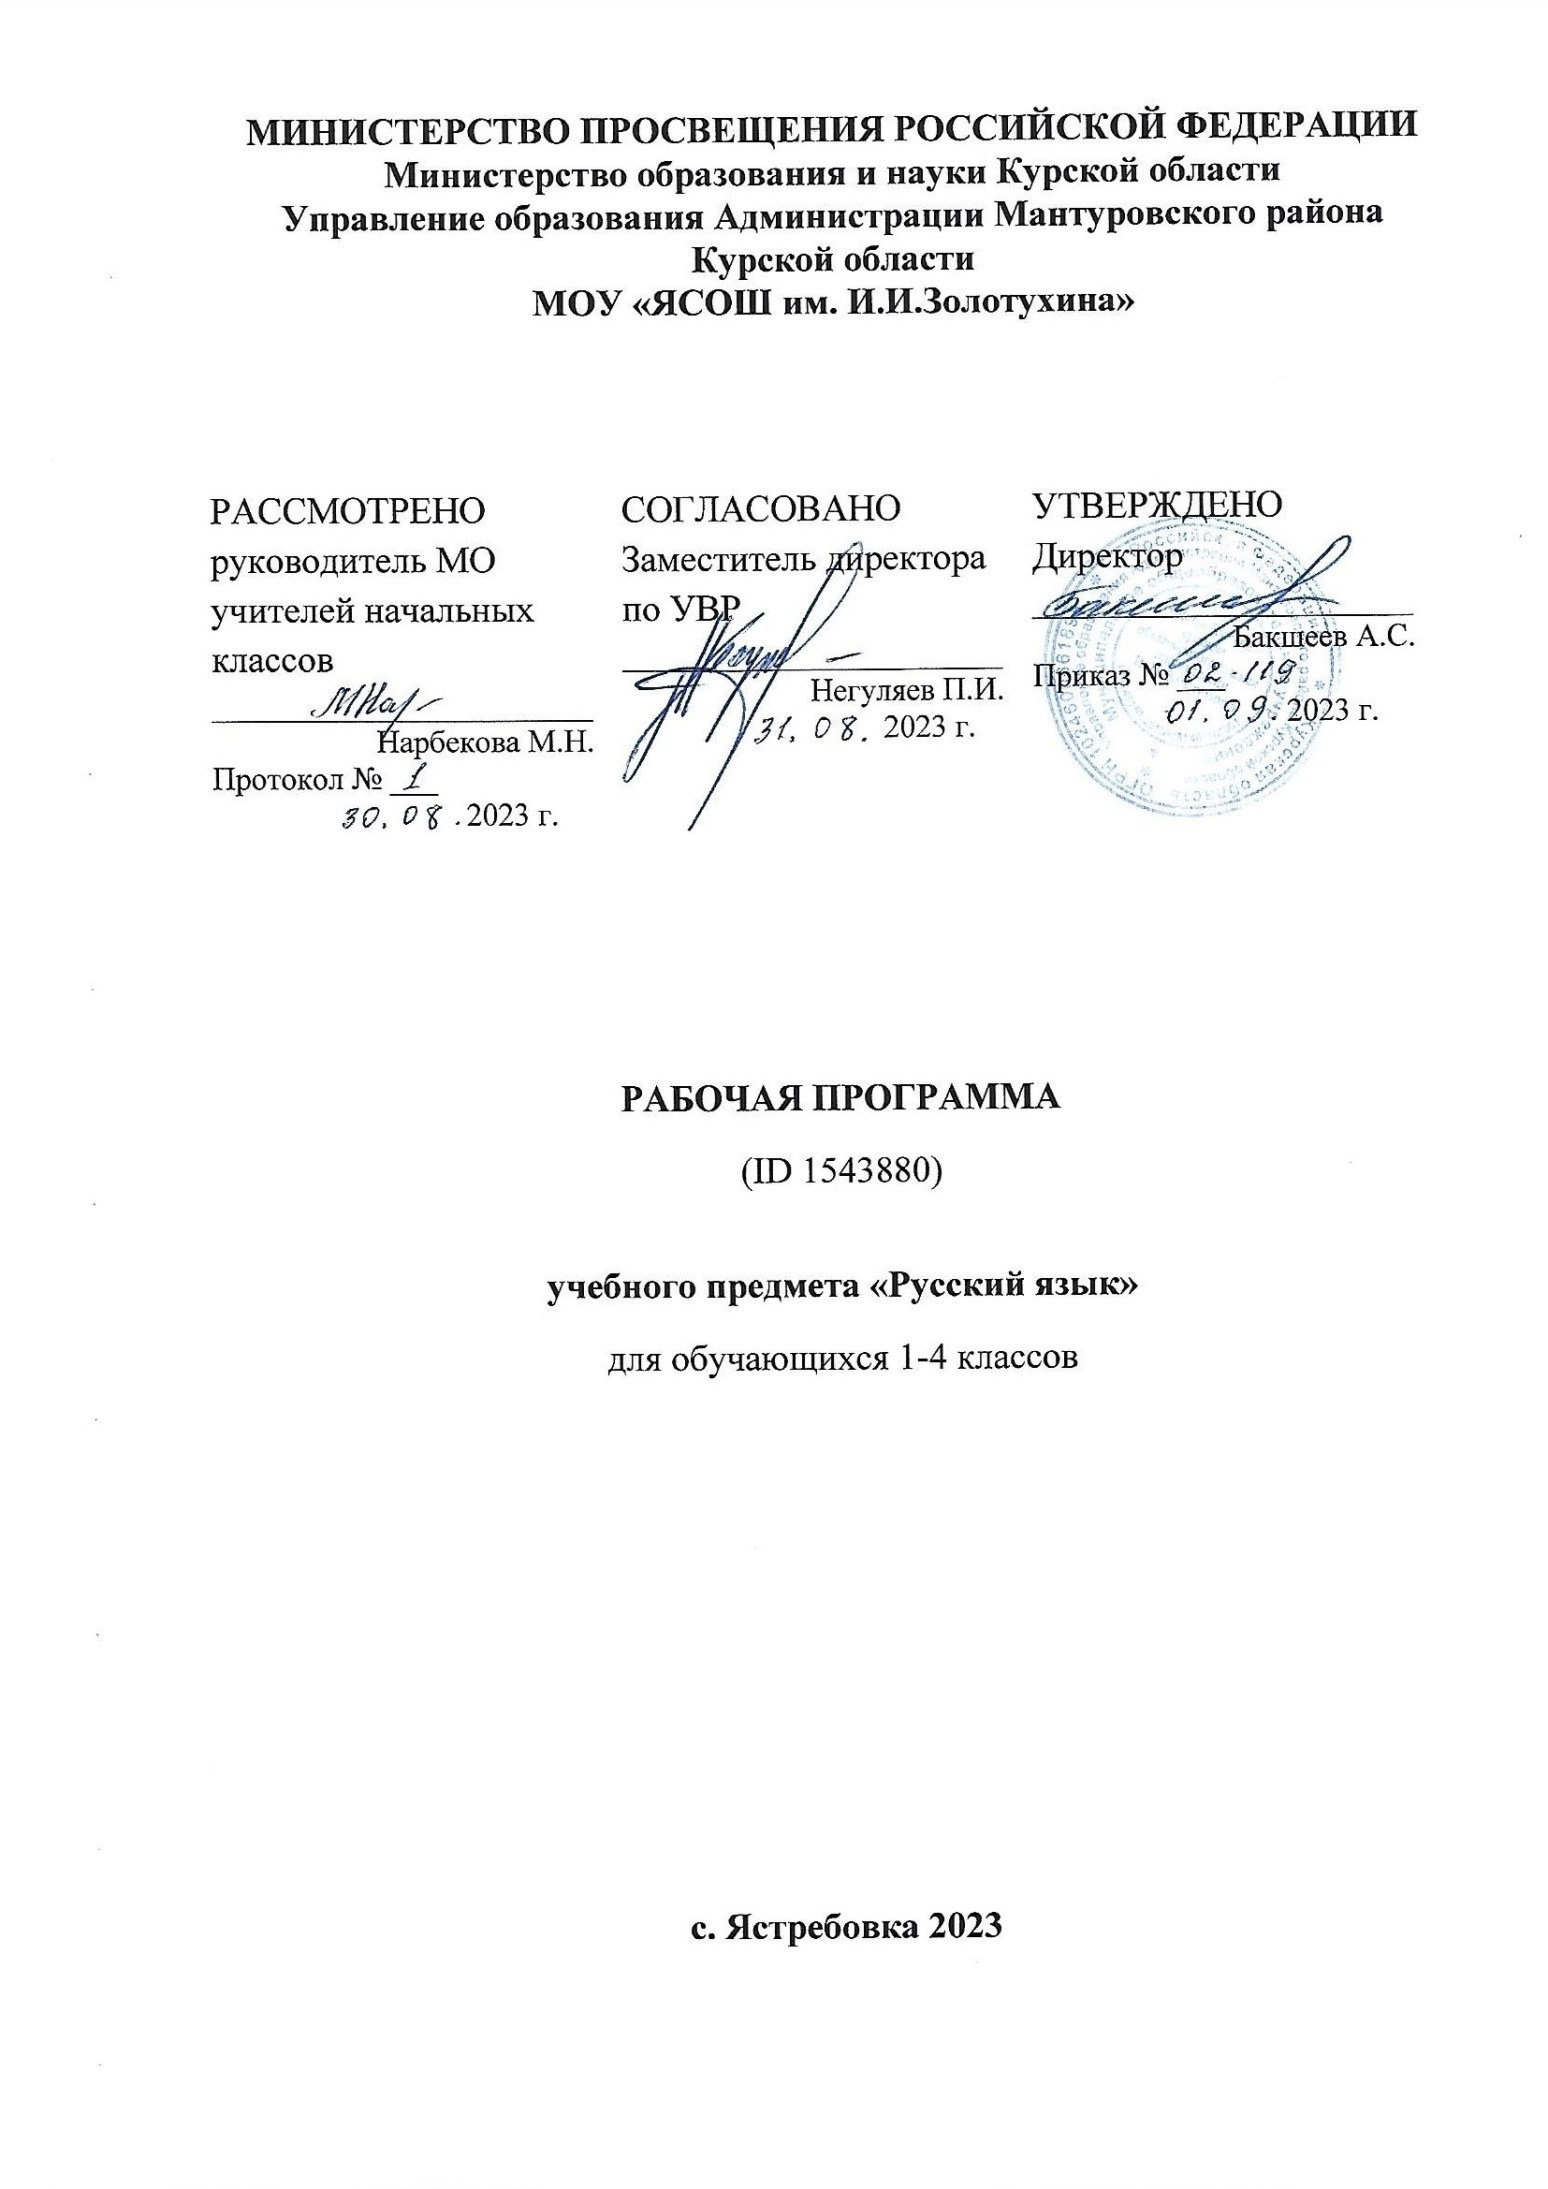 МИНИСТЕРСТВО ПРОСВЕЩЕНИЯ РОССИЙСКОЙ ФЕДЕРАЦИИ
Министерство образования и науки Курской области
Управление образования Администрации Мантуровского района
Курской области
МОУ «ЯСОШ им. И.И.Золотухина»
РАССМОТРЕНО
руководитель МО
учителей начальных
классов
Нарбекова М.Н.
Протокол № 1
30. 08 .2023 г.
СОГЛАСОВАНО
Заместитель директора
по УВР
Негуляев П.И.
31. 08. 2023 г.
УТВЕРЖДЕНО
Директор
Бакшеев А.С.
Приказ № 02-119
01. 09. 2023 г.
РАБОЧАЯ ПРОГРАММА
(ID 1543880)
учебного предмета «Русский язык»
для обучающихся 1-4 классов
с. Ястребовка 2023